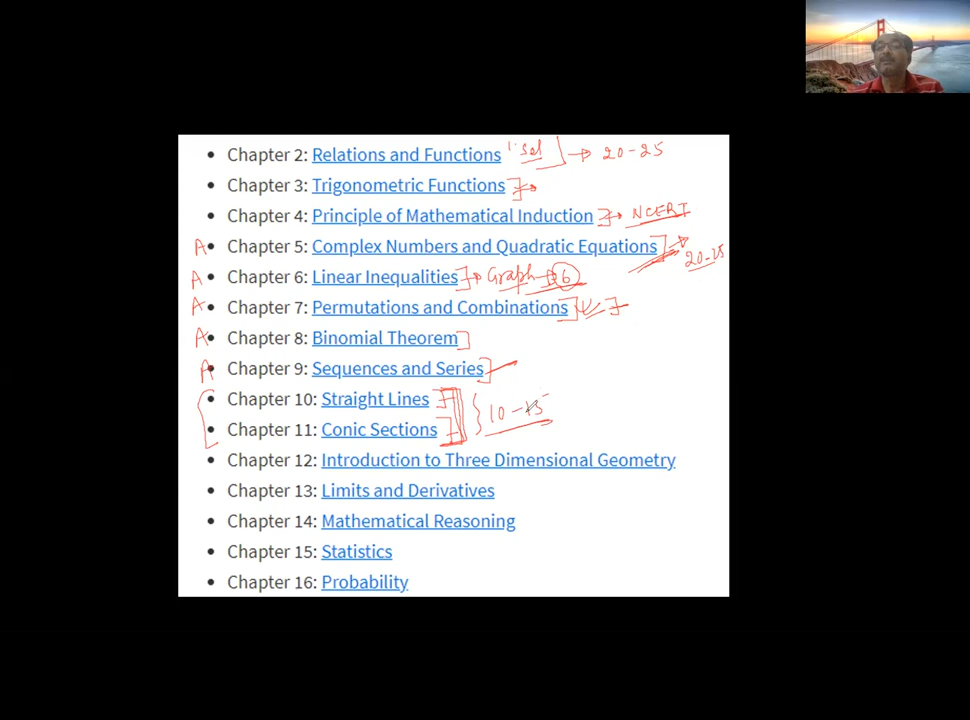 • Chapter 2: Relations and Functions 1. Sel → 20-25
• Chapter 3: Trigonometric Functions
• Chapter 4: Principle of Mathematical Induction → NCERT
A • Chapter 5: Complex Numbers and Quadratic Equations → 20-25
A • Chapter 6: Linear Inequalities → Graph → 6
A • Chapter 7: Permutations and Combinations
A • Chapter 8: Binomial Theorem
A • Chapter 9: Sequences and Series
• Chapter 10: Straight Lines 10-15
• Chapter 11: Conic Sections
• Chapter 12: Introduction to Three Dimensional Geometry
• Chapter 13: Limits and Derivatives
• Chapter 14: Mathematical Reasoning
• Chapter 15: Statistics
• Chapter 16: Probability